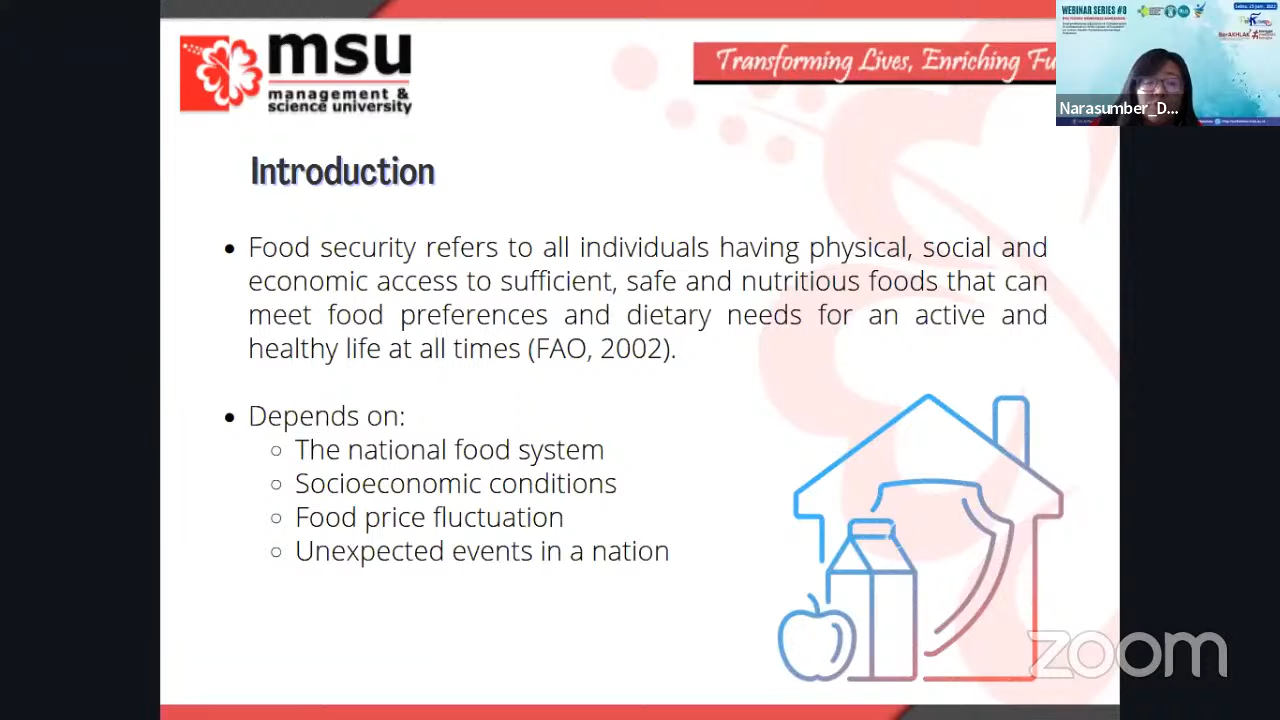 msu
management &
science university
Transforming Lives, Enriching Fu
WEBINAR SERIES #8
Narasumber_D...
Introduction
• Food security refers to all individuals having physical, social and
economic access to sufficient, safe and nutritious foods that can
meet food preferences and dietary needs for an active and
healthy life at all times (FAO, 2002).
• Depends on:
○ The national food system
○ Socioeconomic conditions
○ Food price fluctuation
○ Unexpected events in a nation
zoom